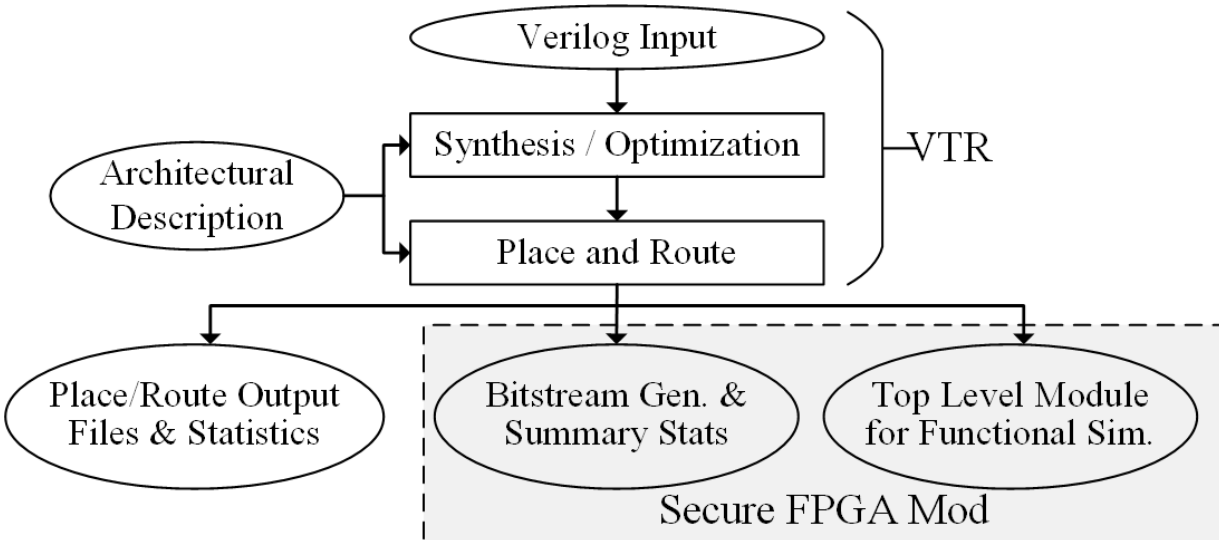 Verilog Input
Synthesis / Optimization
VTR
Architectural
Description
Place and Route
Place/Route Output
Files & Statistics
Bitstream Gen. &
Summary Stats
Top Level Module
for Functional Sim.
Secure FPGA Mod